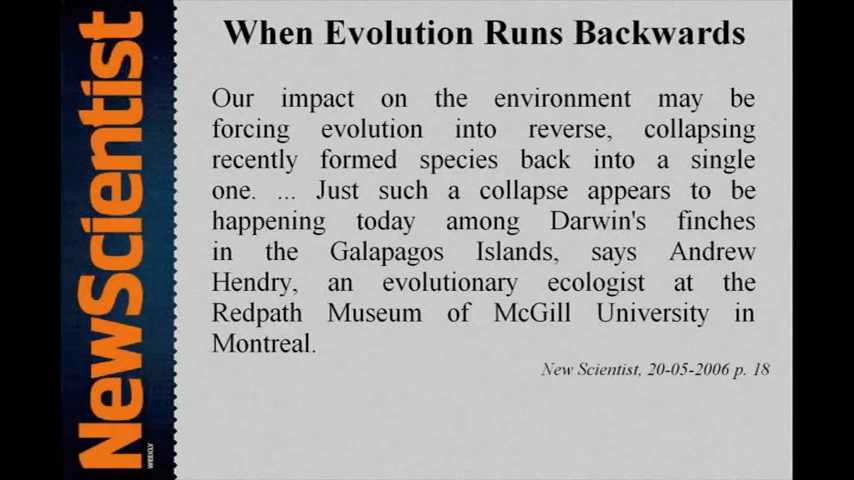 NewScientist
WEEKLY
When Evolution Runs Backwards
Our impact on the environment may be
forcing evolution into reverse, collapsing
recently formed species back into a single
one. ... Just such a collapse appears to be
happening today among Darwin's finches
in the Galapagos Islands, says Andrew
Hendry, an evolutionary ecologist at the
Redpath Museum of McGill University in
Montreal.
New Scientist, 20-05-2006 p. 18